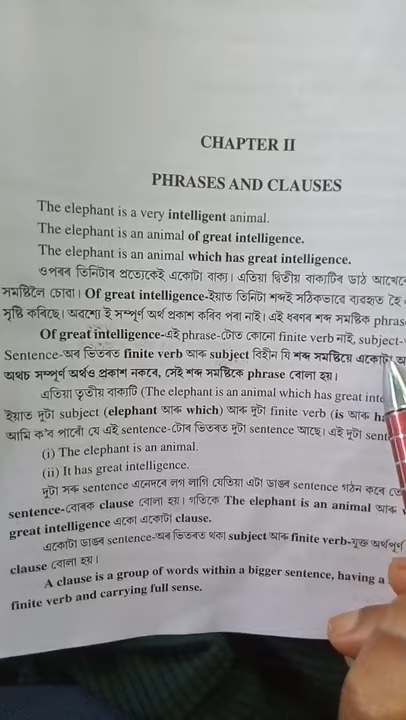 CHAPTER II
PHRASES AND CLAUSES
The elephant is a very intelligent animal.
The elephant is an animal of great intelligence.
The elephant is an animal which has great intelligence.
ওপৰৰ তিনিটাৰ প্ৰত্যেকেই একোটা বাক্য। এতিয়া দ্বিতীয় বাক্যটিৰ ডাঠ আখৰেৰে
সমষ্টিলৈ চোৱা। Of great intelligence-ইয়াত তিনিটা শব্দই সঠিকভাৱে ব্যৱহৃত হৈ
সৃষ্টি কৰিছে। অৱশ্যে ই সম্পূৰ্ণ অৰ্থ প্ৰকাশ কৰিব পৰা নাই। এই ধৰণৰ শব্দ সমষ্টিক phras
Of great intelligence-এই phrase-টোত কোনো finite verb নাই, subject-
Sentence-অৰ ভিতৰত finite verb আৰু subject বিহীন যি শব্দ সমষ্টিয়ে একোটা
অথচ সম্পূৰ্ণ অৰ্থও প্ৰকাশ নকৰে, সেই শব্দ সমষ্টিকে phrase বোলা হয়।
এতিয়া তৃতীয় বাক্যটি (The elephant is an animal which has great inte
ইয়াত দুটা subject (elephant আৰু which) আৰু দুটা finite verb (is আৰু ha
আমি ক'ব পাৰো যে এই sentence-টোৰ ভিতৰত দুটা sentence আছে। এই দুটা sent
(i) The elephant is an animal.
(ii) It has great intelligence.
দুটা সৰু sentence এনেদৰে লগ লাগি যেতিয়া এটা ডাঙৰ sentence গঠন কৰে তে
sentence-বোৰক clause বোলা হয়। গতিকে The elephant is an animal আৰু
great intelligence একো একোটা clause.
একোটা ডাঙৰ sentence-অৰ ভিতৰত থকা subject আৰু finite verb-যুক্ত অৰ্থপূৰ্ণ
clause বোলা হয়।
A clause is a group of words within a bigger sentence, having a
finite verb and carrying full sense.